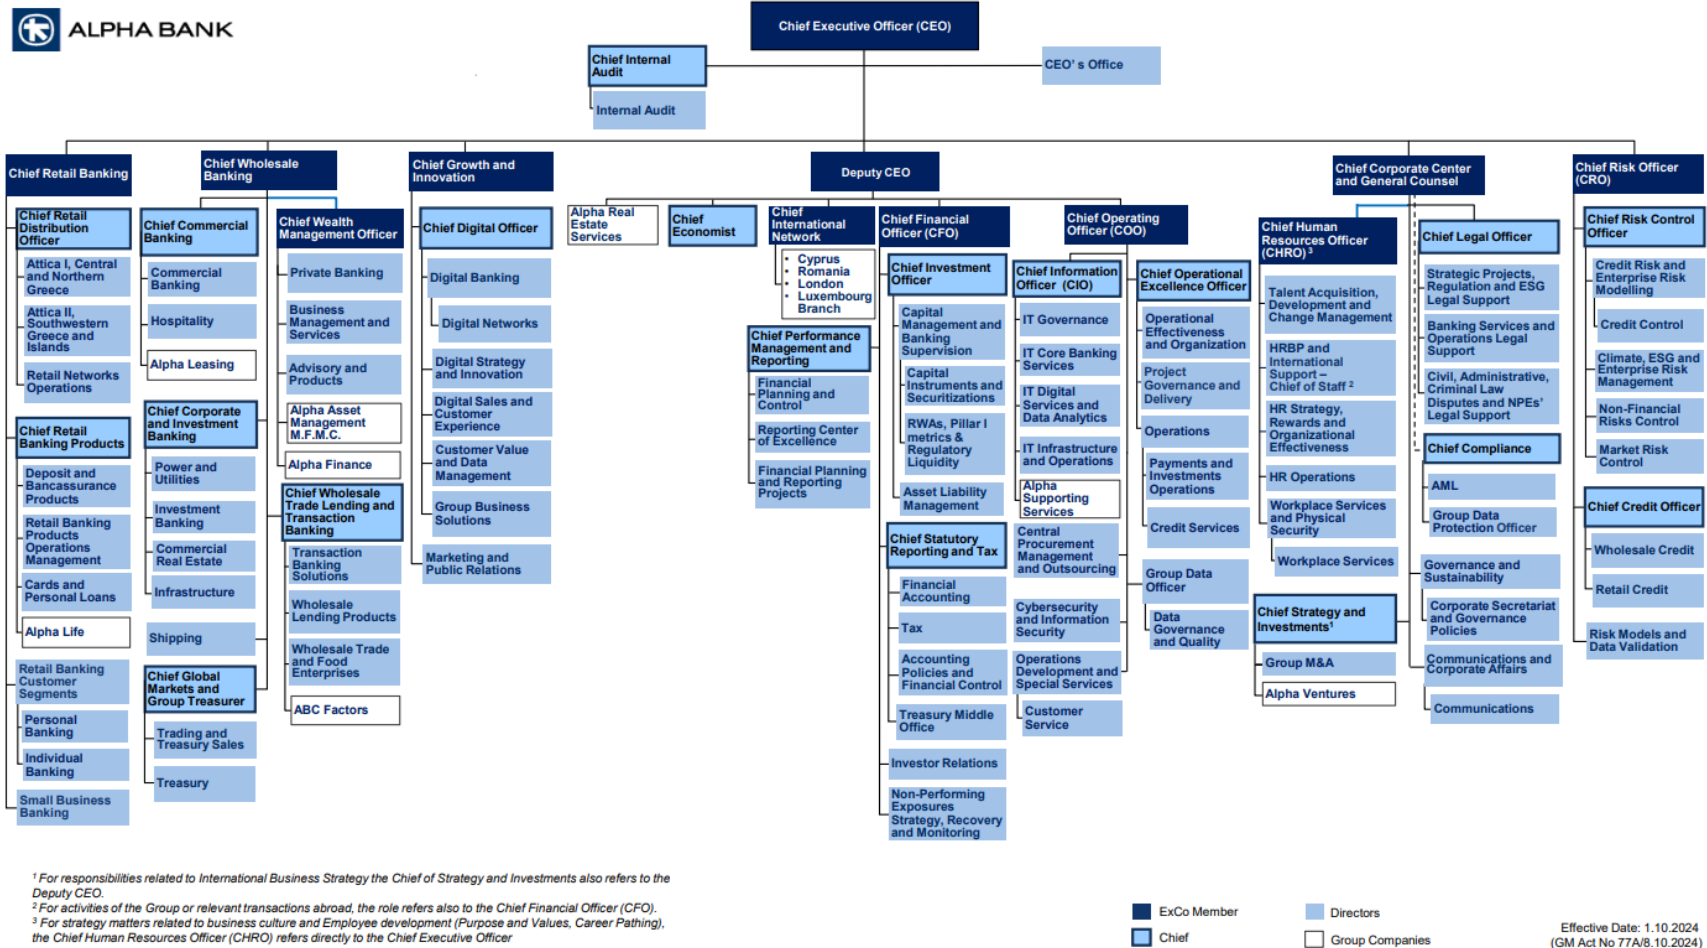 ALPHA BANK
Chief Executive Officer (CEO)
Chief Internal
Audit
CEO' s Office
Internal Audit
Chief Retail Banking
Chief Retail
Distribution
Officer
Attica I, Central
and Northern
Greece
Attica II,
Southwestern
Greece and
Islands
Retail Networks
Operations
Chief Retail
Banking Products
Deposit and
Bancassurance
Products
Retail Banking
Products
Operations
Management
Cards and
Personal Loans
Alpha Life
Retail Banking
Customer
Segments
Personal
Banking
Individual
Banking
Small Business
Banking
Chief Wholesale
Banking
Chief Commercial
Banking
Commercial
Banking
Hospitality
Alpha Leasing
Chief Corporate
and Investment
Banking
Power and
Utilities
Investment
Banking
Commercial
Real Estate
Infrastructure
Shipping
Chief Global
Markets and
Group Treasurer
Trading and
Treasury Sales
Treasury
Chief Wealth
Management Officer
Private Banking
Business
Management and
Services
Advisory and
Products
Alpha Asset
Management
M.F.M.C.
Alpha Finance
Chief Wholesale
Trade Lending and
Transaction
Banking
Transaction
Banking
Solutions
Wholesale
Lending Products
Wholesale Trade
and Food
Enterprises
ABC Factors
Chief Growth and
Innovation
Chief Digital Officer
Digital Banking
Digital Networks
Digital Strategy
and Innovation
Digital Sales and
Customer
Experience
Customer Value
and Data
Management
Group Business
Solutions
Marketing and
Public Relations
Deputy CEO
Alpha Real
Estate
Services
Chief
Economist
Chief
International
Network
• Cyprus
• Romania
• London
• Luxembourg
Branch
Chief Financial
Officer (CFO)
Chief Performance
Management and
Reporting
Financial
Planning and
Control
Reporting Center
of Excellence
Financial Planning
and Reporting
Projects
Chief Investment
Officer
Capital
Management and
Banking
Supervision
Capital
Instruments and
Securitizations
RWAs, Pillar I
metrics &
Regulatory
Liquidity
Asset Liability
Management
Chief Statutory
Reporting and Tax
Financial
Accounting
Tax
Accounting
Policies and
Financial Control
Treasury Middle
Office
Investor Relations
Non-Performing
Exposures
Strategy, Recovery
and Monitoring
Chief Operating
Officer (COO)
Chief Information
Officer (CIO)
IT Governance
IT Core Banking
Services
IT Digital
Services and
Data Analytics
IT Infrastructure
and Operations
Alpha
Supporting
Services
Central
Procurement
Management
and Outsourcing
Cybersecurity
and Information
Security
Operations
Development and
Special Services
Customer
Service
Chief Operational
Excellence Officer
Operational
Effectiveness
and Organization
Project
Governance and
Delivery
Operations
Payments and
Investments
Operations
Credit Services
Group Data
Officer
Data
Governance
and Quality
Chief Corporate Center
and General Counsel
Chief Human
Resources Officer
(CHRO) 3
Talent Acquisition,
Development and
Change Management
HRBP and
International
Support –
Chief of Staff 2
HR Strategy,
Rewards and
Organizational
Effectiveness
HR Operations
Workplace Services
and Physical
Security
Workplace Services
Chief Strategy and
Investments1
Group M&A
Alpha Ventures
Chief Legal Officer
Strategic Projects,
Regulation and ESG
Legal Support
Banking Services and
Operations Legal
Support
Civil, Administrative,
Criminal Law
Disputes and NPEs'
Legal Support
Chief Compliance
AML
Group Data
Protection Officer
Governance and
Sustainability
Corporate Secretariat
and Governance
Policies
Communications and
Corporate Affairs
Communications
Chief Risk Officer
(CRO)
Chief Risk Control
Officer
Credit Risk and
Enterprise Risk
Modelling
Credit Control
Climate, ESG and
Enterprise Risk
Management
Non-Financial
Risks Control
Market Risk
Control
Chief Credit Officer
Wholesale Credit
Retail Credit
Risk Models and
Data Validation
1 For responsibilities related to International Business Strategy the Chief of Strategy and Investments also refers to the
Deputy CEO.
2 For activities of the Group or relevant transactions abroad, the role refers also to the Chief Financial Officer (CFO).
3 For strategy matters related to business culture and Employee development (Purpose and Values, Career Pathing),
the Chief Human Resources Officer (CHRO) refers directly to the Chief Executive Officer
ExCo Member
Directors
Chief
Group Companies
Effective Date: 1.10.2024
(GM Act No 77A/8.10.2024)